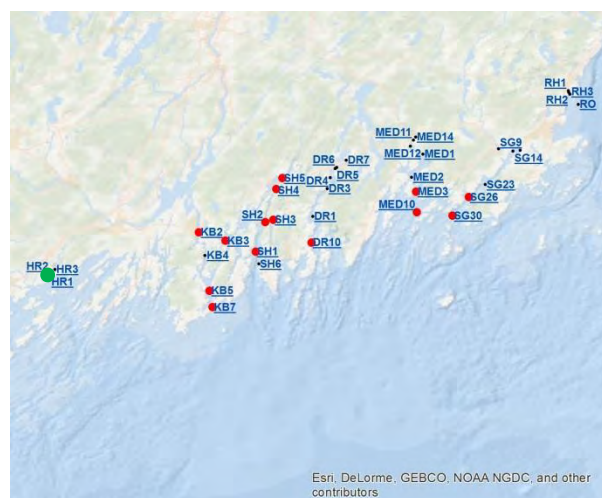 RH1
RH3
RH2
RO
MED11
MED14
MED12
MED1
SG9
SG14
DR6
DR7
DR5
DR4
DR3
SH5
SH4
MED2
MED3
SG23
SG26
MED10
SG30
SH2
SH3
DR1
KB2
KB3
DR10
KB4
SH1
SH6
HR2
HR3
HR1
KB5
KB7
Esri, DeLorme, GEBCO, NOAA NGDC, and other
contributors